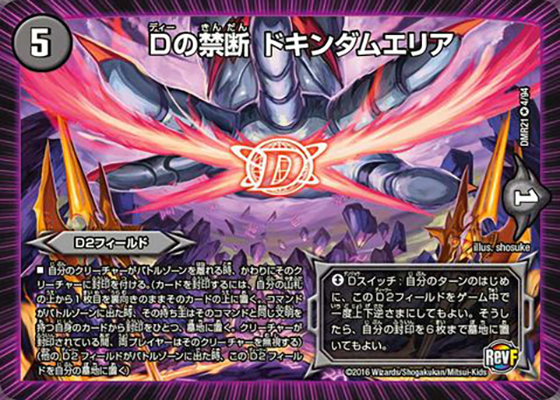 5
ディー きんだん
Dの禁断 ドキンダムエリア
DMR21 4/94
D
1
illus. shosuke
D2フィールド
■自分のクリーチャーがバトルゾーンを離れる時、かわりにそのク
リーチャーに封印を付ける。(カードを封印するには、自分の山札
の上から1枚目を裏向きのままそのカードの上に置く。コマンド
がバトルゾーンに出た時、その持ち主はそのコマンドと同じ文明を
持つ自身のカードから封印をひとつ、墓地に置く。クリーチャー
が封印されている間、両プレイヤーはそのクリーチャーを無視する)
(他のD2フィールドがバトルゾーンに出た時、このD2フィー
ルドを自分の墓地に置く)
Dスイッチ:自分のターンのはじめ
に、このD2フィールドをゲーム中で
一度上下逆さまにしてもよい。そうし
たら、自分の封印を6枚まで墓地に置
いてもよい。
RevF
©2016 Wizards/Shogakukan/Mitsui-Kids